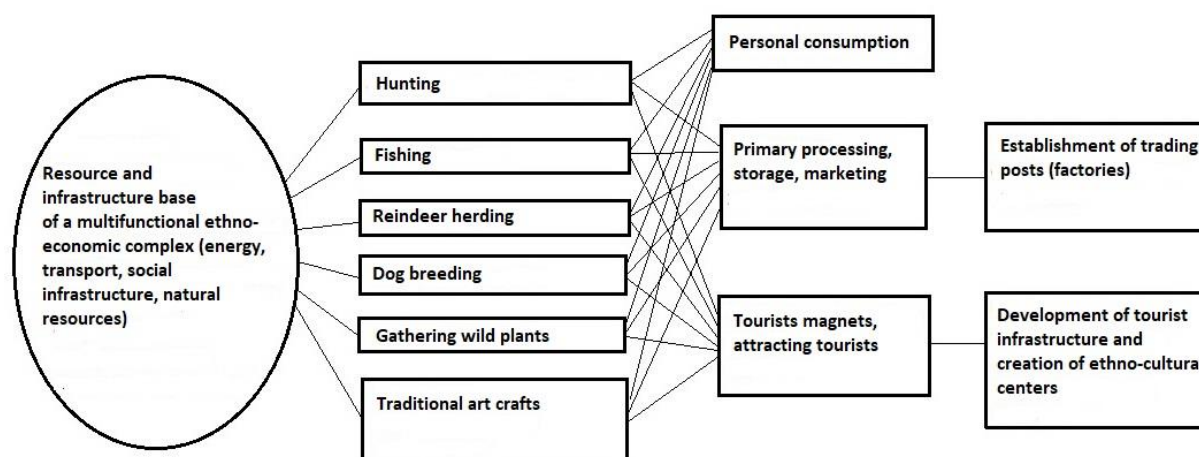 Resource and
infrastructure base
of a multifunctional ethno-
economic complex (energy,
transport, social
infrastructure, natural
resources)
Hunting
Fishing
Reindeer herding
Dog breeding
Gathering wild plants
Traditional art crafts
Personal consumption
Primary processing,
storage, marketing
Tourists magnets,
attracting tourists
Establishment of trading
posts (factories)
Development of tourist
infrastructure and
creation of ethno-cultural
centers